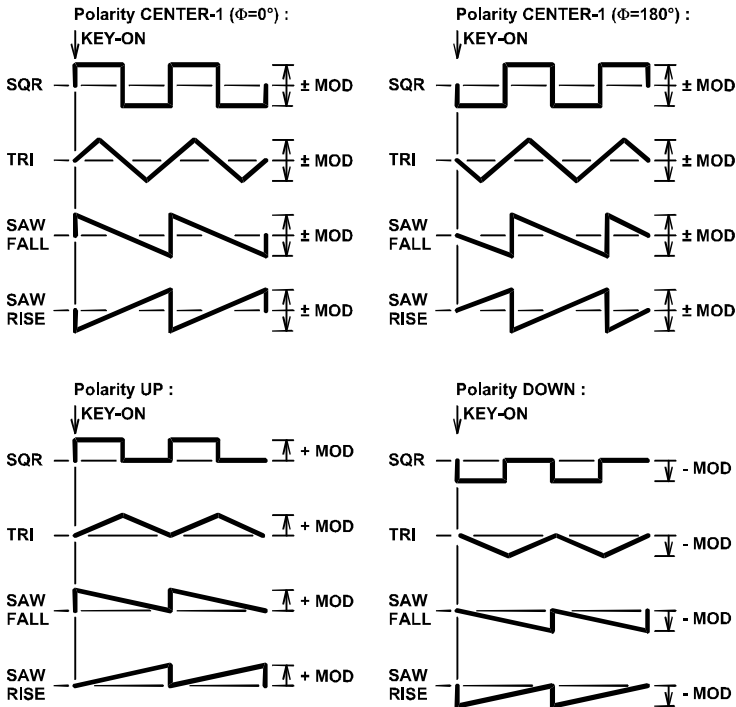 Polarity CENTER-1 (Φ=0°) :
KEY-ON
SQR
± MOD
TRI
± MOD
SAW
FALL
± MOD
SAW
RISE
± MOD
Polarity CENTER-1 (Φ=180°) :
KEY-ON
SQR
± MOD
TRI
± MOD
SAW
FALL
± MOD
SAW
RISE
± MOD
Polarity UP :
KEY-ON
SQR
+ MOD
TRI
+ MOD
SAW
FALL
+ MOD
SAW
RISE
+ MOD
Polarity DOWN :
KEY-ON
SQR
- MOD
TRI
- MOD
SAW
FALL
- MOD
SAW
RISE
- MOD